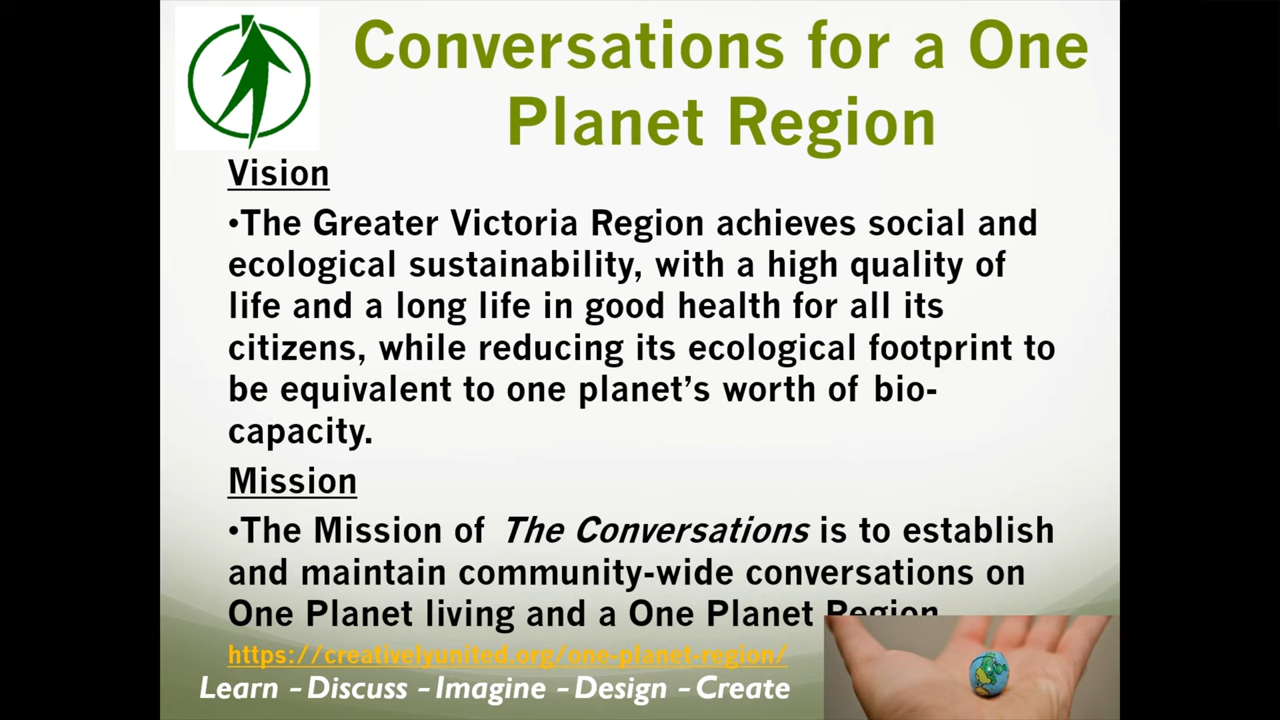 Conversations for a One
Planet Region
Vision
•The Greater Victoria Region achieves social and
ecological sustainability, with a high quality of
life and a long life in good health for all its
citizens, while reducing its ecological footprint to
be equivalent to one planet’s worth of bio-
capacity.
Mission
•The Mission of The Conversations is to establish
and maintain community-wide conversations on
One Planet living and a One Planet Region
https://creativelyunited.org/one-planet-region/
Learn - Discuss - Imagine - Design - Create